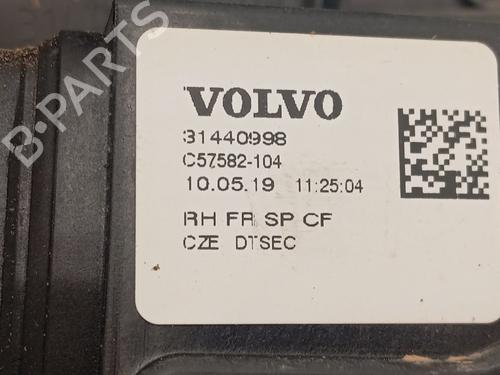 VOLVO
31440998
C57582-104
10.05.19 11:25:04
RH FR SP CF
CZE DTSEC
B-PARTS